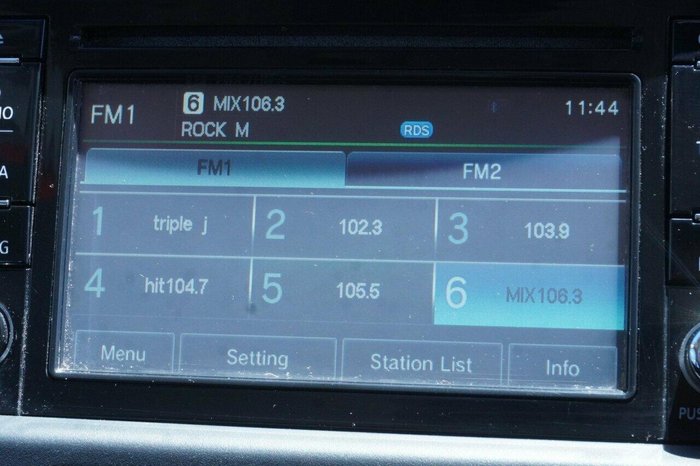 FM1 6 MIX106.3 11:44
ROCK M RDS
FM1 FM2
1 triple j 2 102.3 3 103.9
4 hit104.7 5 105.5 6 MIX106.3
Menu Setting Station List Info
PUS